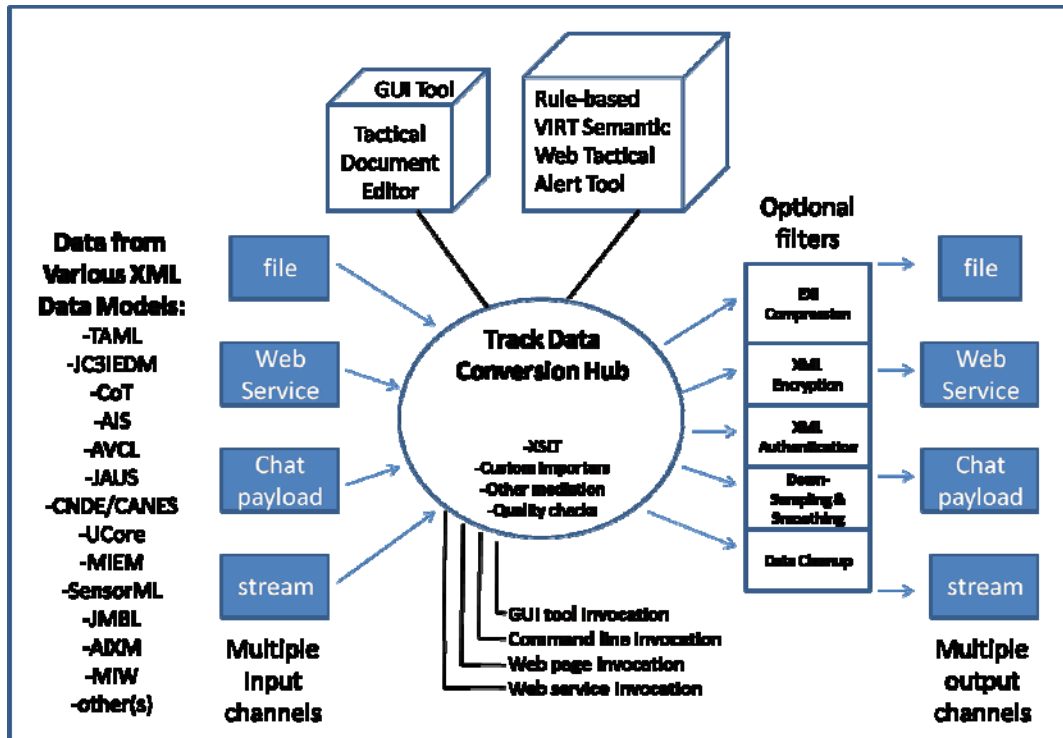 GUI Tool
Tactical
Document
Editor
Rule-based
VIRT Semantic
Web Tactical
Alert Tool
Data from
Various XML
Data Models:
-TAML
-JC3IEDM
-CoT
-AIS
-AVCL
-JAUS
-CNDE/CANES
-UCore
-MIEM
-SensorML
-JMBL
-AIXM
-MIW
-other(s)
file
Web
Service
Chat
payload
stream
Multiple
input
channels
Track Data
Conversion Hub
-XSLT
-Custom importers
-Other mediation
-Quality checks
GUI tool invocation
Command line invocation
Web page invocation
Web service invocation
Optional
filters
EXI
Compression
XML
Encryption
XML
Authentication
Down-
Sampling &
Smoothing
Data Cleanup
file
Web
Service
Chat
payload
stream
Multiple
output
channels